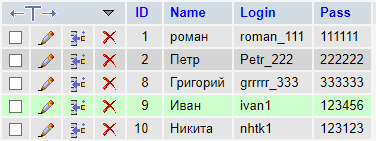 ID Name Login Pass
1 роман roman_111 111111
2 Петр Petr_222 222222
8 Григорий grrrrr_333 333333
9 Иван ivan1 123456
10 Никита nhtk1 123123